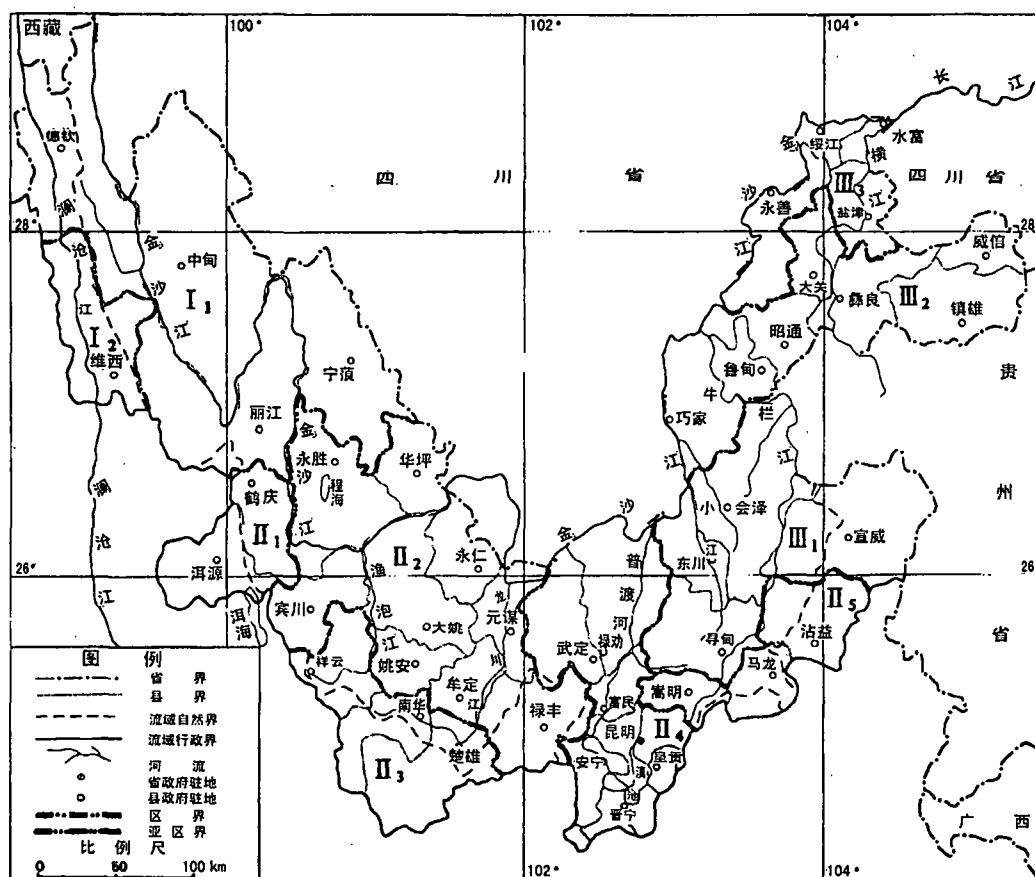 100°
102°
104°
西藏
德钦
澜
沧
江
金
沙
江
中甸
I₁
I₂
维西
澜
沧
江
四川省
长江
金
沙
江
绥江
水富
横
江
III₃
盐津
永善
四川省
28°
28
威信
大关
彝良
III₂
镇雄
昭通
鲁甸
牛
栏
江
巧家
江
贵
州
省
宁蒗
丽江
金
沙
江
永胜
程海
华坪
鹤庆
II₁
洱源
洱海
26°
26
II₂
永仁
渔
泡
江
宾川
大姚
龙
川
江
元谋
祥云
姚安
牟定
南华
楚雄
II₃
禄丰
金
沙
普
渡
河
武定
禄劝
小
江
会泽
东川
III₁
宣威
II₅
沾益
寻甸
马龙
嵩明
富民
昆明
II₄
呈贡
安宁
滇
池
晋宁
广西
102°
104°
图例
省界
县界
流域自然界
流域行政界
河流
省政府驻地
县政府驻地
区界
亚区界
比例尺
0 50 100 km